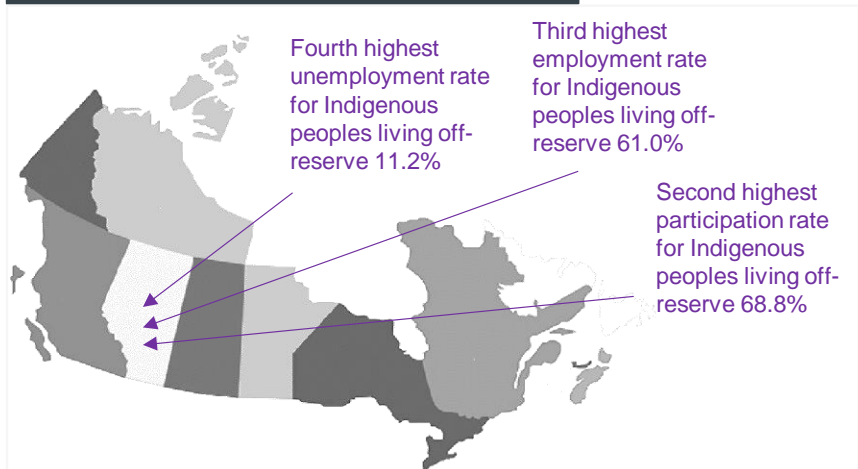 Fourth highest
unemployment rate
for Indigenous
peoples living off-
reserve 11.2%
Third highest
employment rate
for Indigenous
peoples living off-
reserve 61.0%
Second highest
participation rate
for Indigenous
peoples living off-
reserve 68.8%